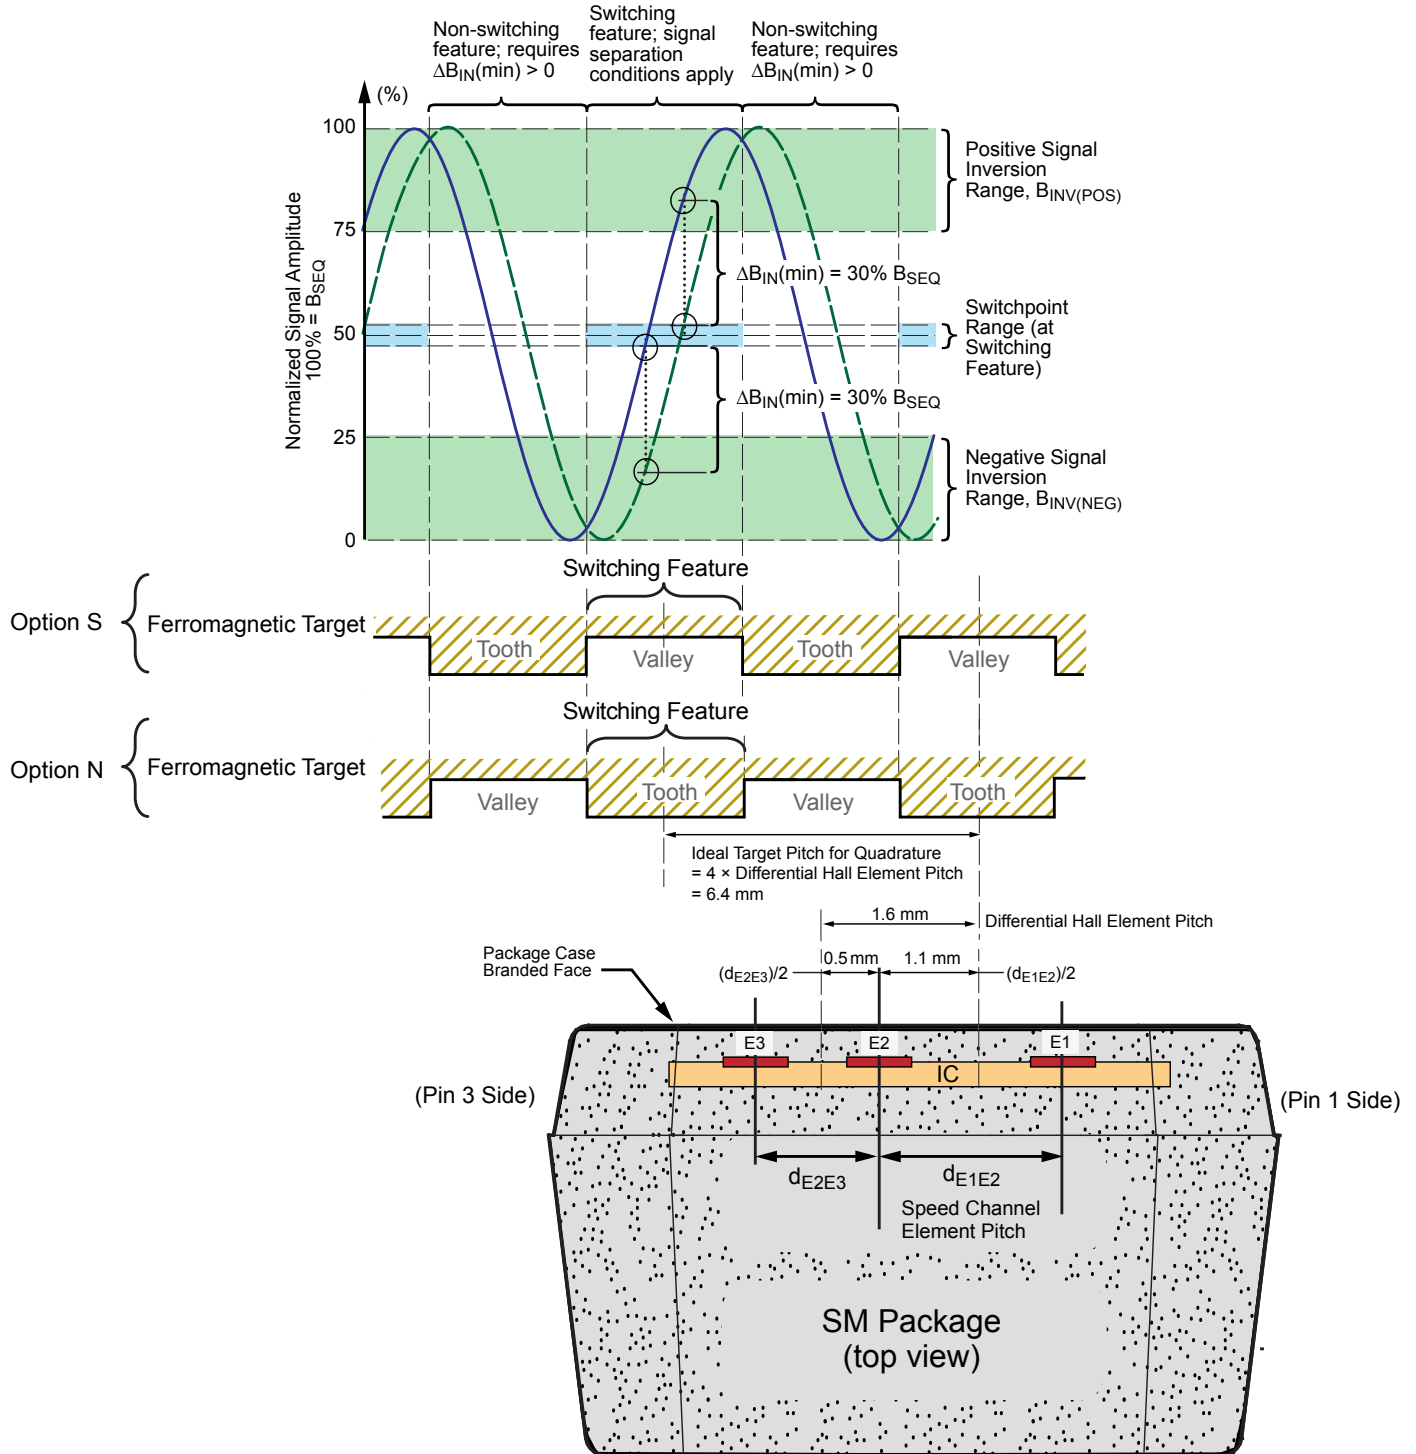 Non-switching
feature; requires
ΔBIN(min) > 0
Switching
feature; signal
separation
conditions apply
Non-switching
feature; requires
ΔBIN(min) > 0
(%)
100
75
50
25
0
Normalized Signal Amplitude
100% = BSEQ
Positive Signal
Inversion
Range, BINV(POS)
ΔBIN(min) = 30% BSEQ
Switchpoint
Range (at
Switching
Feature)
ΔBIN(min) = 30% BSEQ
Negative Signal
Inversion
Range, BINV(NEG)
Switching Feature
Option S
Ferromagnetic Target
Tooth
Valley
Tooth
Valley
Switching Feature
Option N
Ferromagnetic Target
Valley
Tooth
Valley
Tooth
Ideal Target Pitch for Quadrature
= 4 × Differential Hall Element Pitch
= 6.4 mm
1.6 mm
Differential Hall Element Pitch
Package Case
Branded Face
(dE2E3)/2
0.5 mm
1.1 mm
(dE1E2)/2
E3
E2
E1
IC
(Pin 3 Side)
(Pin 1 Side)
dE2E3
dE1E2
Speed Channel
Element Pitch
SM Package
(top view)